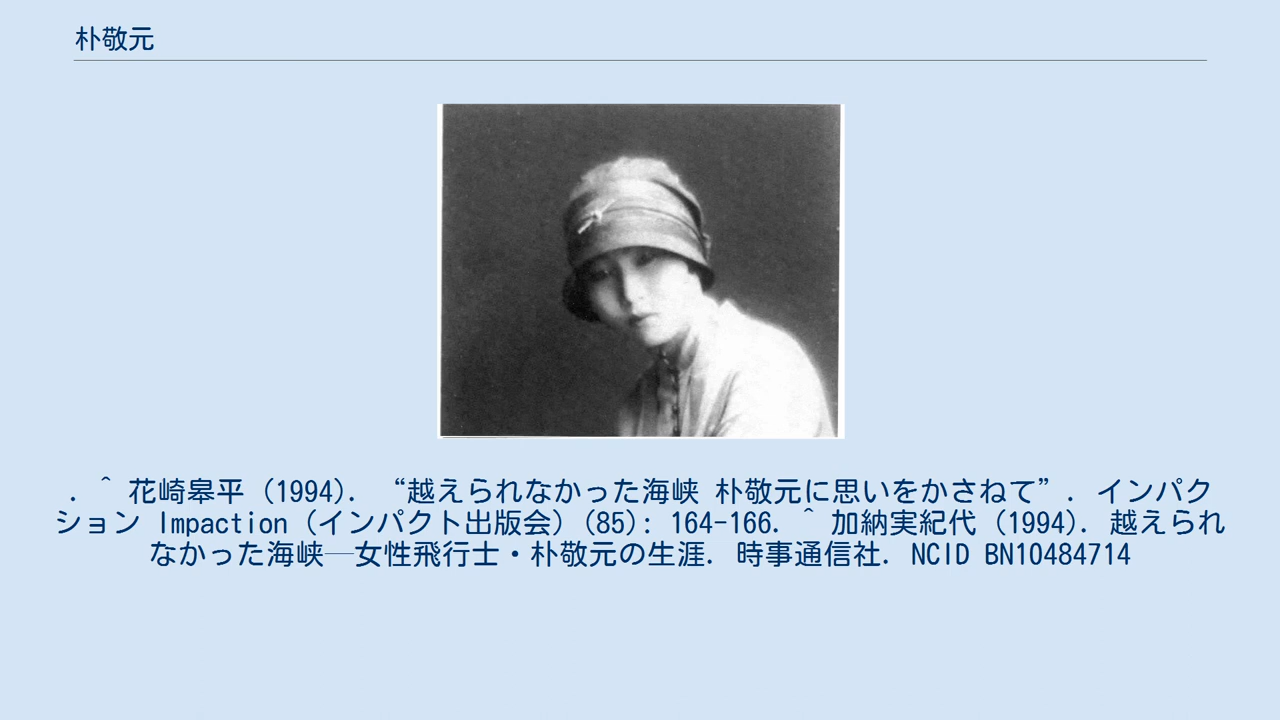 朴敬元
. ^ 花崎皋平 (1994). “越えられなかった海峡 朴敬元に思いをかさねて”. インパク
ション Impaction (インパクト出版会) (85): 164-166. ^ 加納実紀代 (1994). 越えられ
なかった海峡─女性飛行士・朴敬元の生涯. 時事通信社. NCID BN10484714